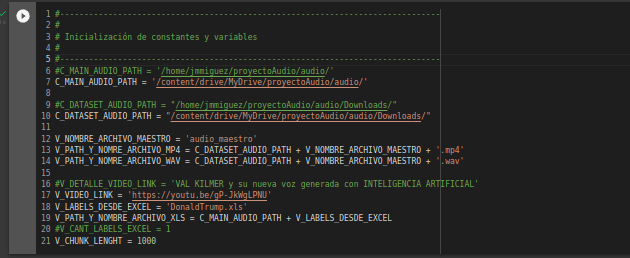 1 #-------------------------------------------------------------------------------
2 #
3 # Inicialización de constantes y variables
4 #
5 #-------------------------------------------------------------------------------
6 #C_MAIN_AUDIO_PATH = '/home/jmmiguez/proyectoAudio/audio/'
7 C_MAIN_AUDIO_PATH = '/content/drive/MyDrive/proyectoAudio/audio/'
8
9 #C_DATASET_AUDIO_PATH = "/home/jmmiguez/proyectoAudio/audio/Downloads/"
10 C_DATASET_AUDIO_PATH = "/content/drive/MyDrive/proyectoAudio/audio/Downloads/"
11
12 V_NOMBRE_ARCHIVO_MAESTRO = 'audio_maestro'
13 V_PATH_Y_NOMRE_ARCHIVO_MP4 = C_DATASET_AUDIO_PATH + V_NOMBRE_ARCHIVO_MAESTRO + '.mp4'
14 V_PATH_Y_NOMRE_ARCHIVO_WAV = C_DATASET_AUDIO_PATH + V_NOMBRE_ARCHIVO_MAESTRO + '.wav'
15
16 #V_DETALLE_VIDEO_LINK = 'VAL KILMER y su nueva voz generada con INTELIGENCIA ARTIFICIAL'
17 V_VIDEO_LINK = 'https://youtu.be/gP-JkWgLPNU'
18 V_LABELS_DESDE_EXCEL = 'DonaldTrump.xls'
19 V_PATH_Y_NOMBRE_ARCHIVO_XLS = C_MAIN_AUDIO_PATH + V_LABELS_DESDE_EXCEL
20 #V_CANT_LABELS_EXCEL = 1
21 V_CHUNK_LENGHT = 1000